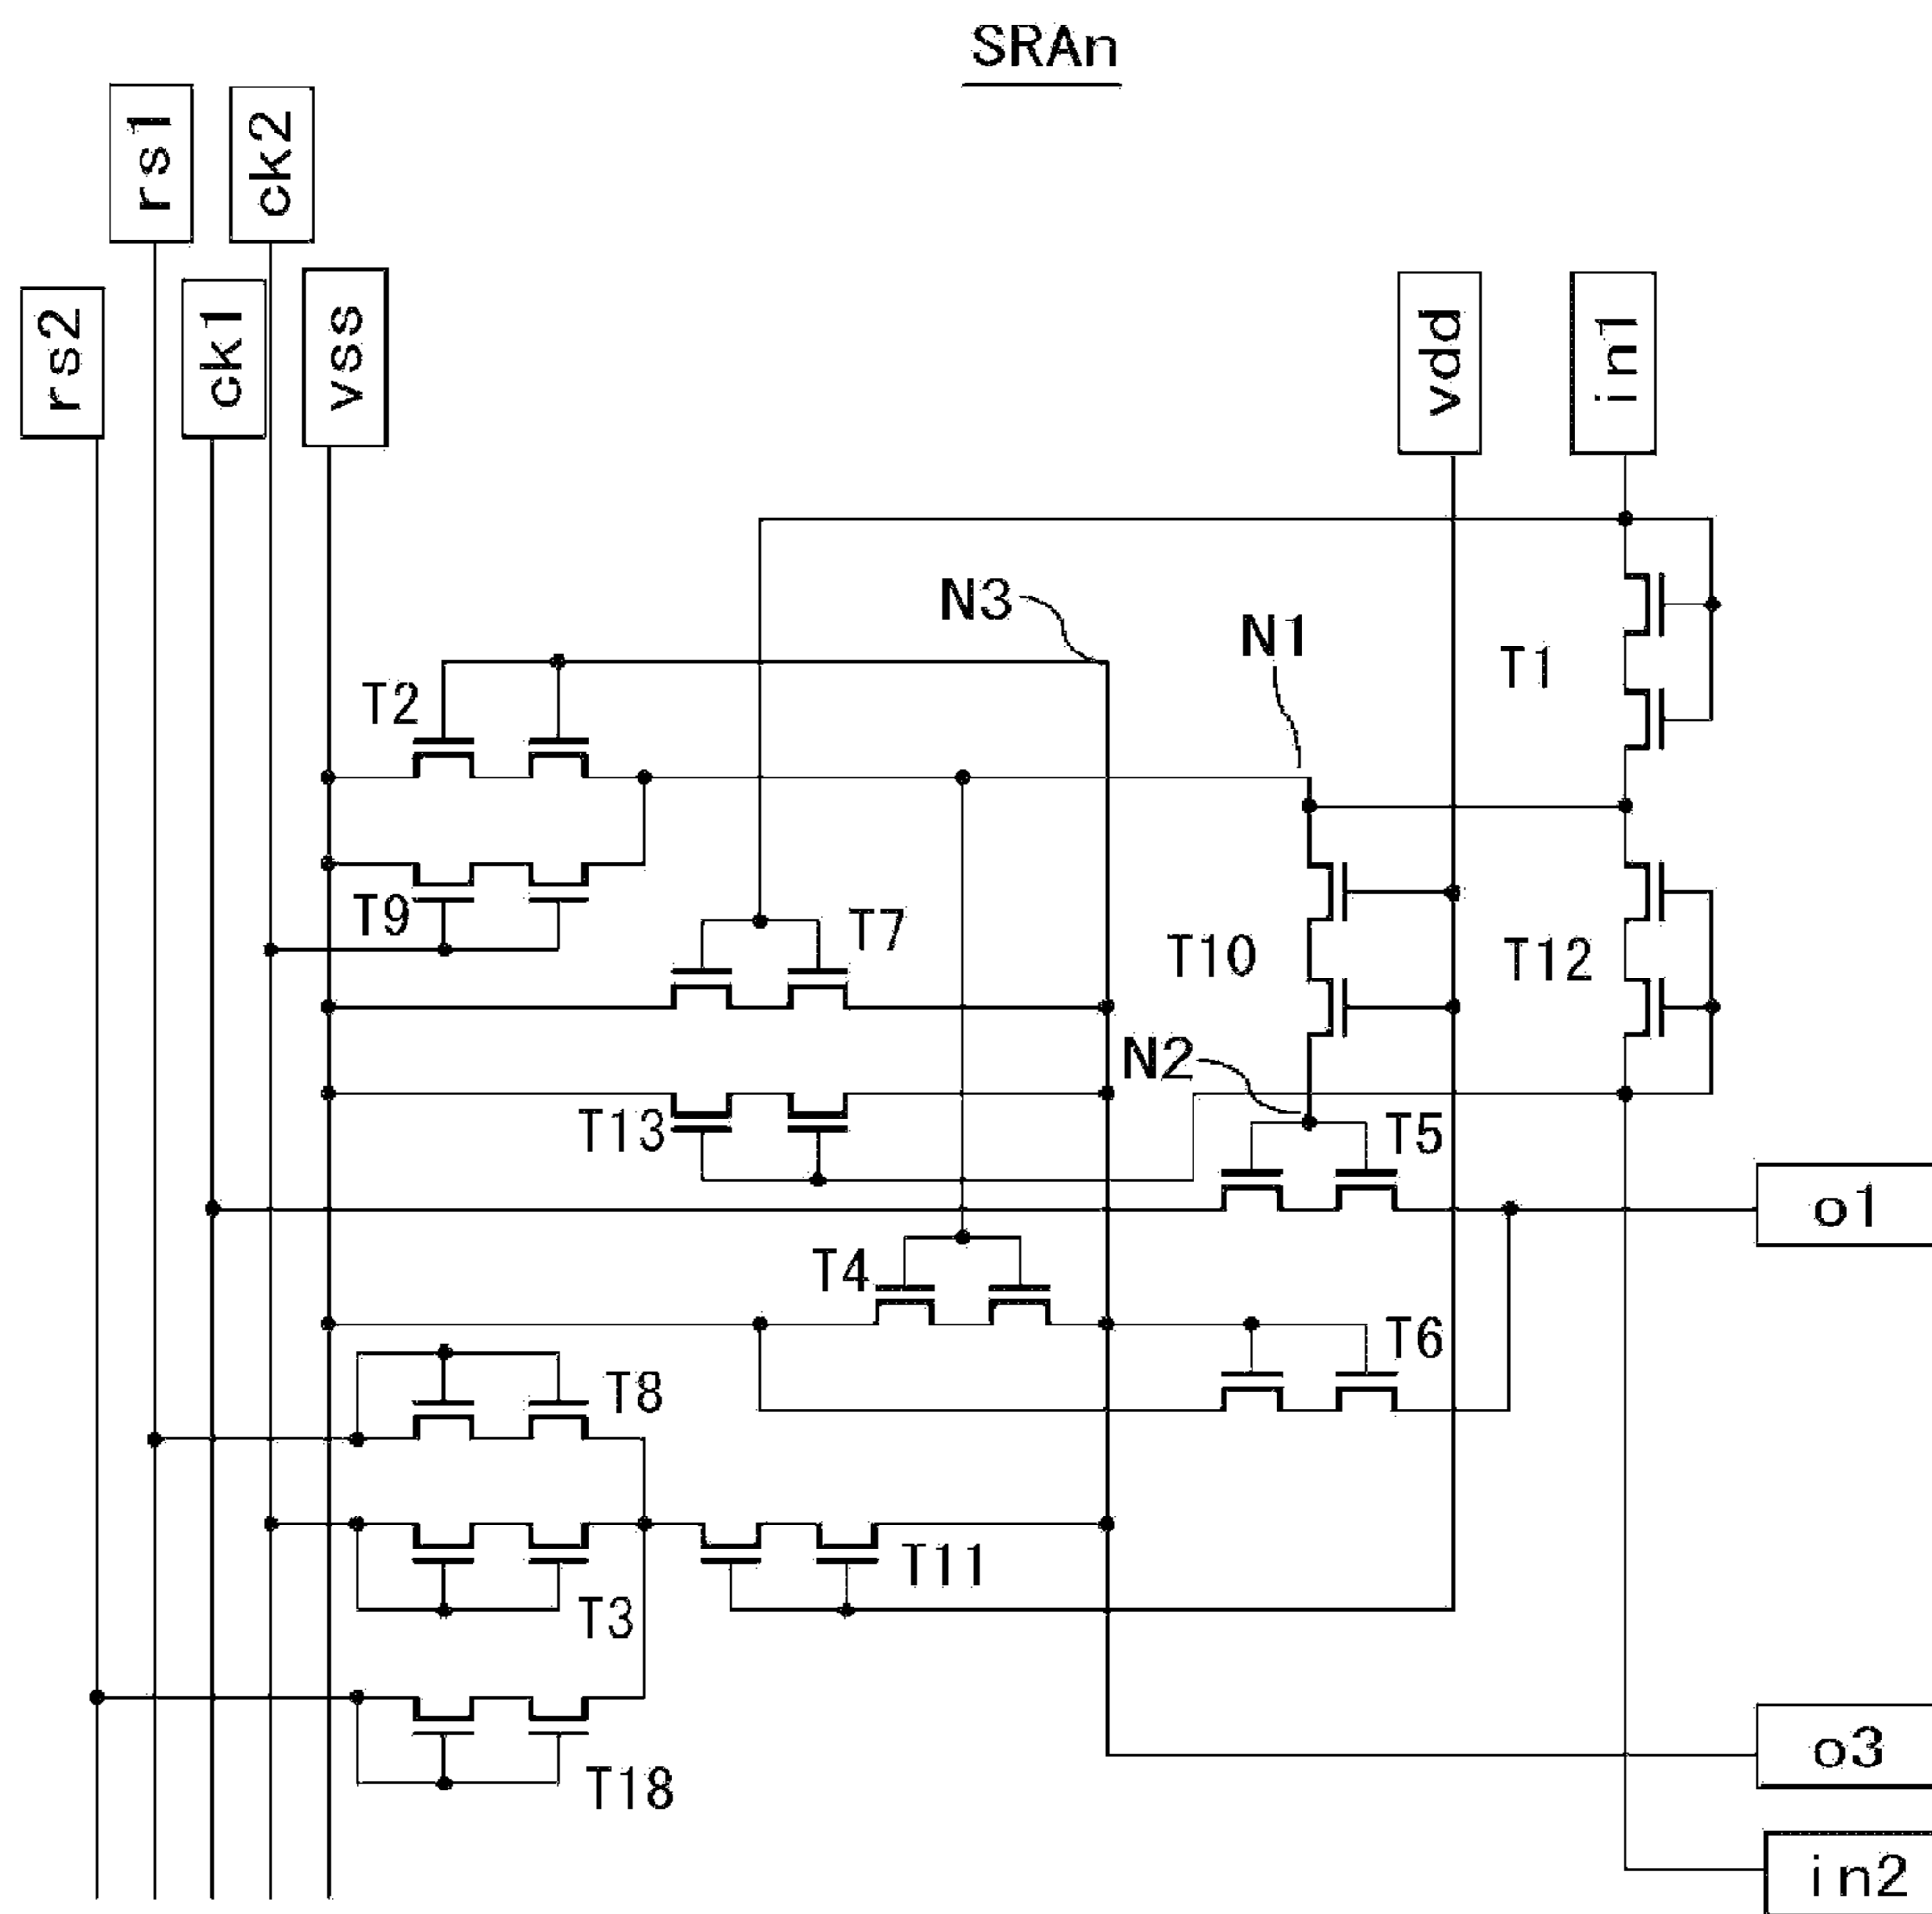 SRAn
rs1
ck2
rs2
ck1
vss
vdd
in1
N3
N1
T1
T2
T9
T7
T10
T12
N2
T13
T5
o1
T4
T6
T8
T11
T3
o3
T18
in2